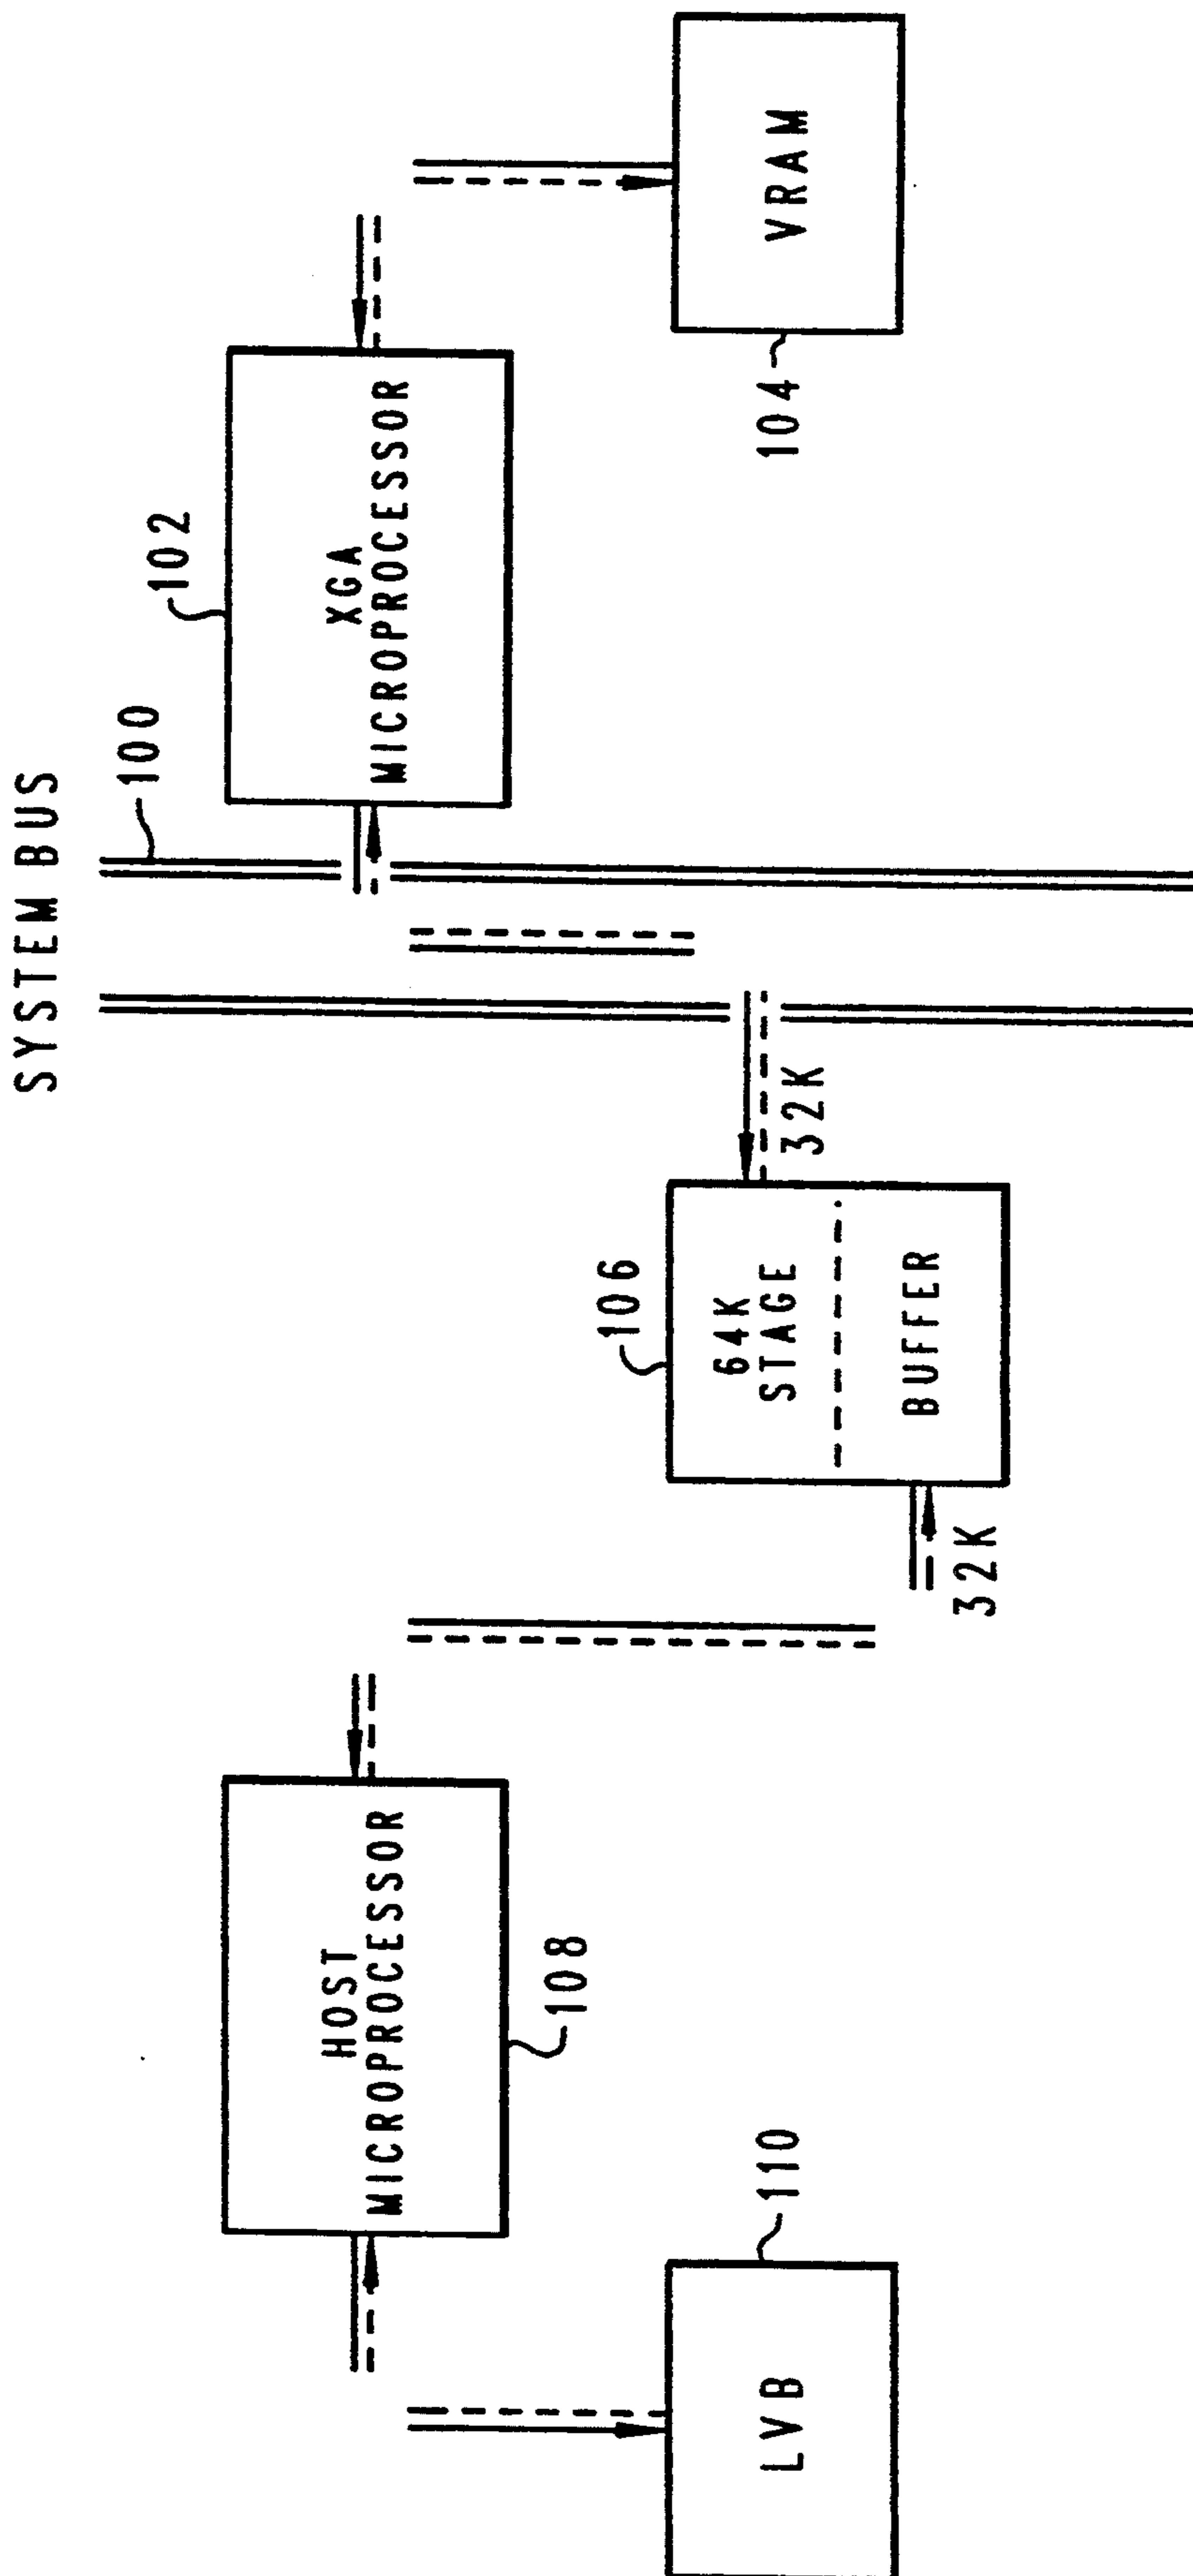 SYSTEM BUS
100
102
XGA
MICROPROCESSOR
VRAM
104
32K
106
64K
STAGE
BUFFER
32K
HOST
MICROPROCESSOR
108
LVB
110